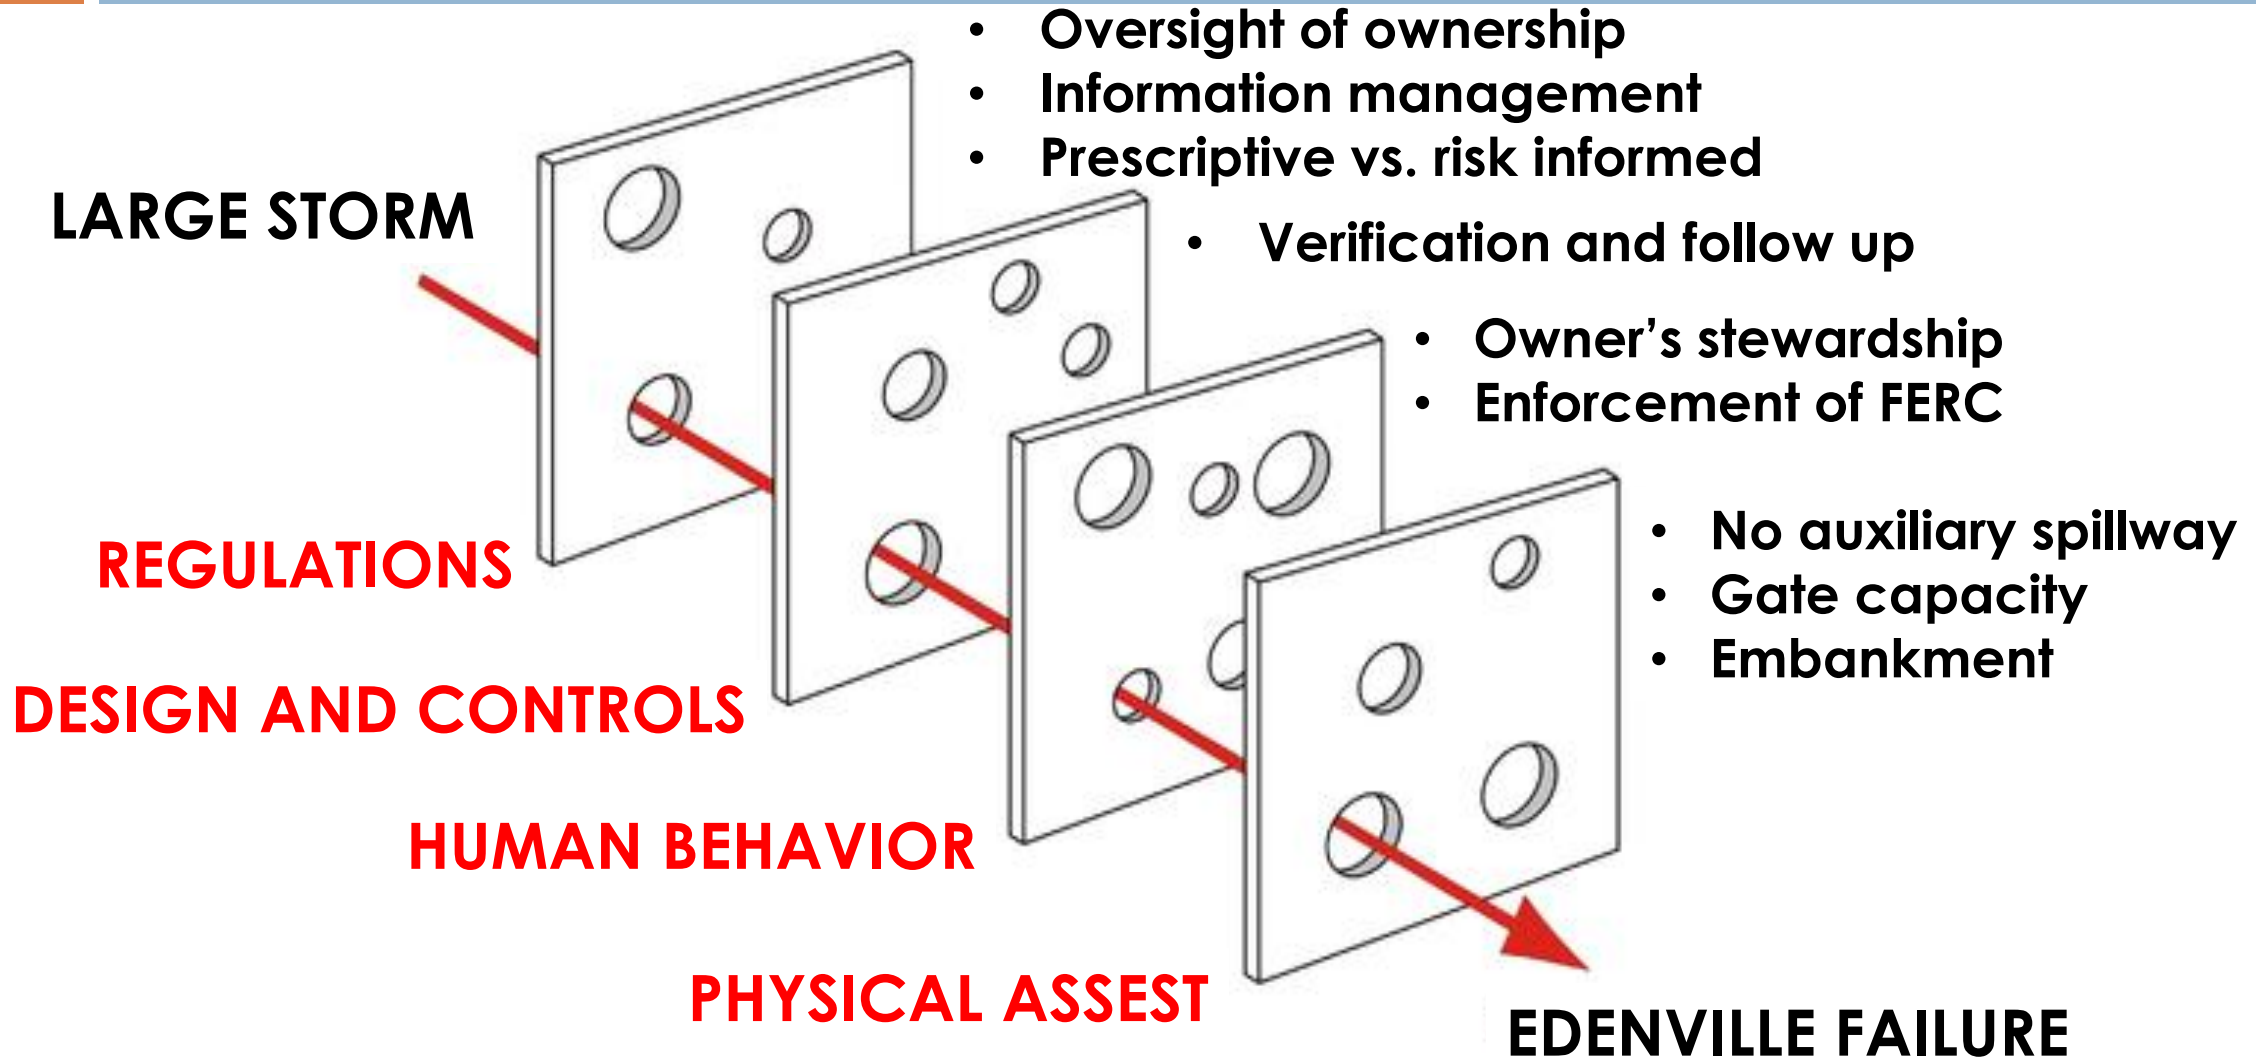 • Oversight of ownership
• Information management
• Prescriptive vs. risk informed
LARGE STORM
• Verification and follow up
• Owner’s stewardship
• Enforcement of FERC
• No auxiliary spillway
• Gate capacity
• Embankment
REGULATIONS
DESIGN AND CONTROLS
HUMAN BEHAVIOR
PHYSICAL ASSEST
EDENVILLE FAILURE